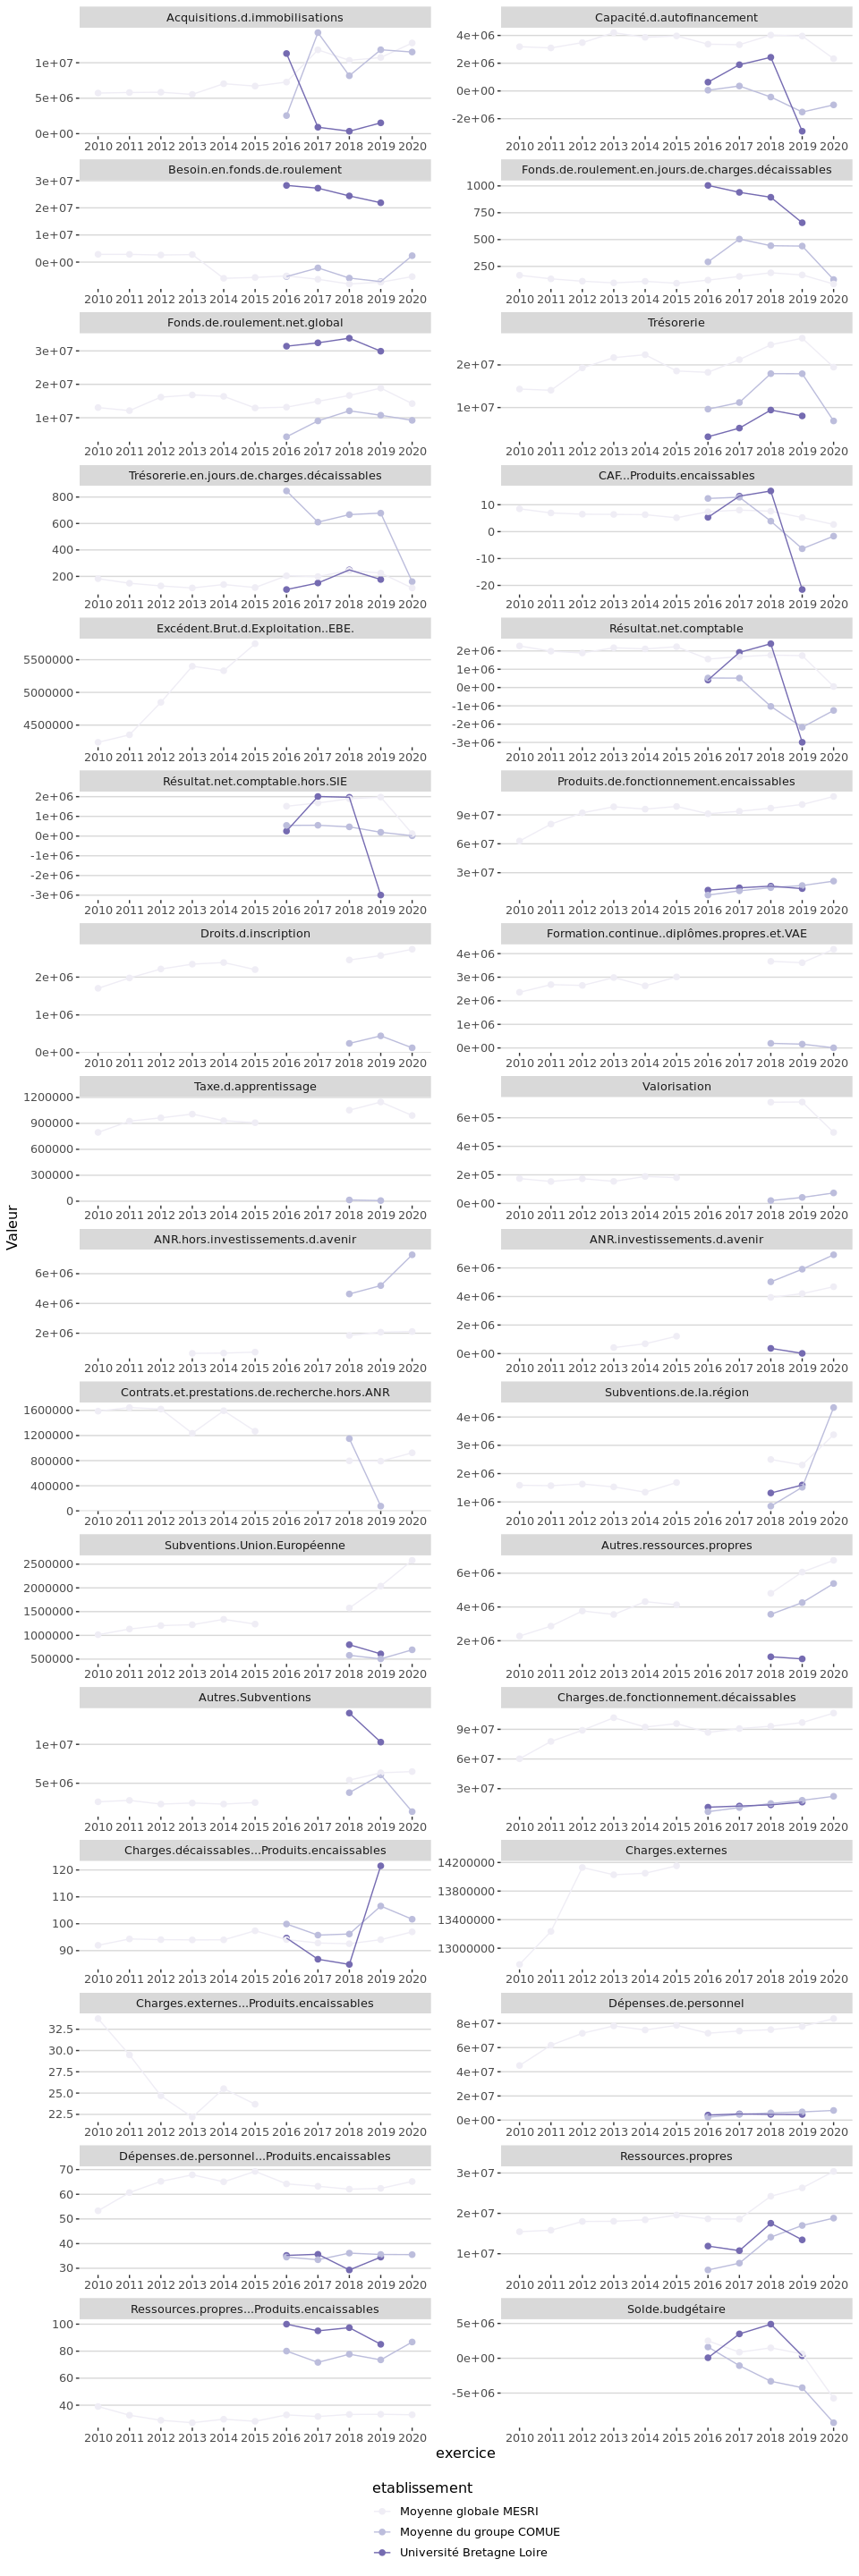 Valeur
Acquisitions.d.immobilisations
1e+07
5e+06
0e+00
2010 2011 2012 2013 2014 2015 2016 2017 2018 2019 2020
Capacité.d.autofinancement
4e+06
2e+06
0e+00
-2e+06
2010 2011 2012 2013 2014 2015 2016 2017 2018 2019 2020
Besoin.en.fonds.de.roulement
3e+07
2e+07
1e+07
0e+00
2010 2011 2012 2013 2014 2015 2016 2017 2018 2019 2020
Fonds.de.roulement.en.jours.de.charges.décaissables
1000
750
500
250
2010 2011 2012 2013 2014 2015 2016 2017 2018 2019 2020
Fonds.de.roulement.net.global
3e+07
2e+07
1e+07
2010 2011 2012 2013 2014 2015 2016 2017 2018 2019 2020
Trésorerie
2e+07
1e+07
2010 2011 2012 2013 2014 2015 2016 2017 2018 2019 2020
Trésorerie.en.jours.de.charges.décaissables
800
600
400
200
2010 2011 2012 2013 2014 2015 2016 2017 2018 2019 2020
CAF...Produits.encaissables
10
0
-10
-20
2010 2011 2012 2013 2014 2015 2016 2017 2018 2019 2020
Excédent.Brut.d.Exploitation..EBE.
5500000
5000000
4500000
2010 2011 2012 2013 2014 2015 2016 2017 2018 2019 2020
Résultat.net.comptable
2e+06
1e+06
0e+00
-1e+06
-2e+06
-3e+06
2010 2011 2012 2013 2014 2015 2016 2017 2018 2019 2020
Résultat.net.comptable.hors.SIE
2e+06
1e+06
0e+00
-1e+06
-2e+06
-3e+06
2010 2011 2012 2013 2014 2015 2016 2017 2018 2019 2020
Produits.de.fonctionnement.encaissables
9e+07
6e+07
3e+07
2010 2011 2012 2013 2014 2015 2016 2017 2018 2019 2020
Droits.d.inscription
2e+06
1e+06
0e+00
2010 2011 2012 2013 2014 2015 2016 2017 2018 2019 2020
Formation.continue..diplômes.propres.et.VAE
4e+06
3e+06
2e+06
1e+06
0e+00
2010 2011 2012 2013 2014 2015 2016 2017 2018 2019 2020
Taxe.d.apprentissage
1200000
900000
600000
300000
0
2010 2011 2012 2013 2014 2015 2016 2017 2018 2019 2020
Valorisation
6e+05
4e+05
2e+05
0e+00
2010 2011 2012 2013 2014 2015 2016 2017 2018 2019 2020
ANR.hors.investissements.d.avenir
6e+06
4e+06
2e+06
2010 2011 2012 2013 2014 2015 2016 2017 2018 2019 2020
ANR.investissements.d.avenir
6e+06
4e+06
2e+06
0e+00
2010 2011 2012 2013 2014 2015 2016 2017 2018 2019 2020
Contrats.et.prestations.de.recherche.hors.ANR
1600000
1200000
800000
400000
0
2010 2011 2012 2013 2014 2015 2016 2017 2018 2019 2020
Subventions.de.la.région
4e+06
3e+06
2e+06
1e+06
2010 2011 2012 2013 2014 2015 2016 2017 2018 2019 2020
Subventions.Union.Européenne
2500000
2000000
1500000
1000000
500000
2010 2011 2012 2013 2014 2015 2016 2017 2018 2019 2020
Autres.ressources.propres
6e+06
4e+06
2e+06
2010 2011 2012 2013 2014 2015 2016 2017 2018 2019 2020
Autres.Subventions
1e+07
5e+06
2010 2011 2012 2013 2014 2015 2016 2017 2018 2019 2020
Charges.de.fonctionnement.décaissables
9e+07
6e+07
3e+07
2010 2011 2012 2013 2014 2015 2016 2017 2018 2019 2020
Charges.décaissables...Produits.encaissables
120
110
100
90
2010 2011 2012 2013 2014 2015 2016 2017 2018 2019 2020
Charges.externes
14200000
13800000
13400000
13000000
2010 2011 2012 2013 2014 2015 2016 2017 2018 2019 2020
Charges.externes...Produits.encaissables
32.5
30.0
27.5
25.0
22.5
2010 2011 2012 2013 2014 2015 2016 2017 2018 2019 2020
Dépenses.de.personnel
8e+07
6e+07
4e+07
2e+07
0e+00
2010 2011 2012 2013 2014 2015 2016 2017 2018 2019 2020
Dépenses.de.personnel...Produits.encaissables
70
60
50
40
30
2010 2011 2012 2013 2014 2015 2016 2017 2018 2019 2020
Ressources.propres
3e+07
2e+07
1e+07
2010 2011 2012 2013 2014 2015 2016 2017 2018 2019 2020
Ressources.propres...Produits.encaissables
100
80
60
40
2010 2011 2012 2013 2014 2015 2016 2017 2018 2019 2020
Solde.budgétaire
5e+06
0e+00
-5e+06
2010 2011 2012 2013 2014 2015 2016 2017 2018 2019 2020
exercice
etablissement
Moyenne globale MESRI
Moyenne du groupe COMUE
Université Bretagne Loire